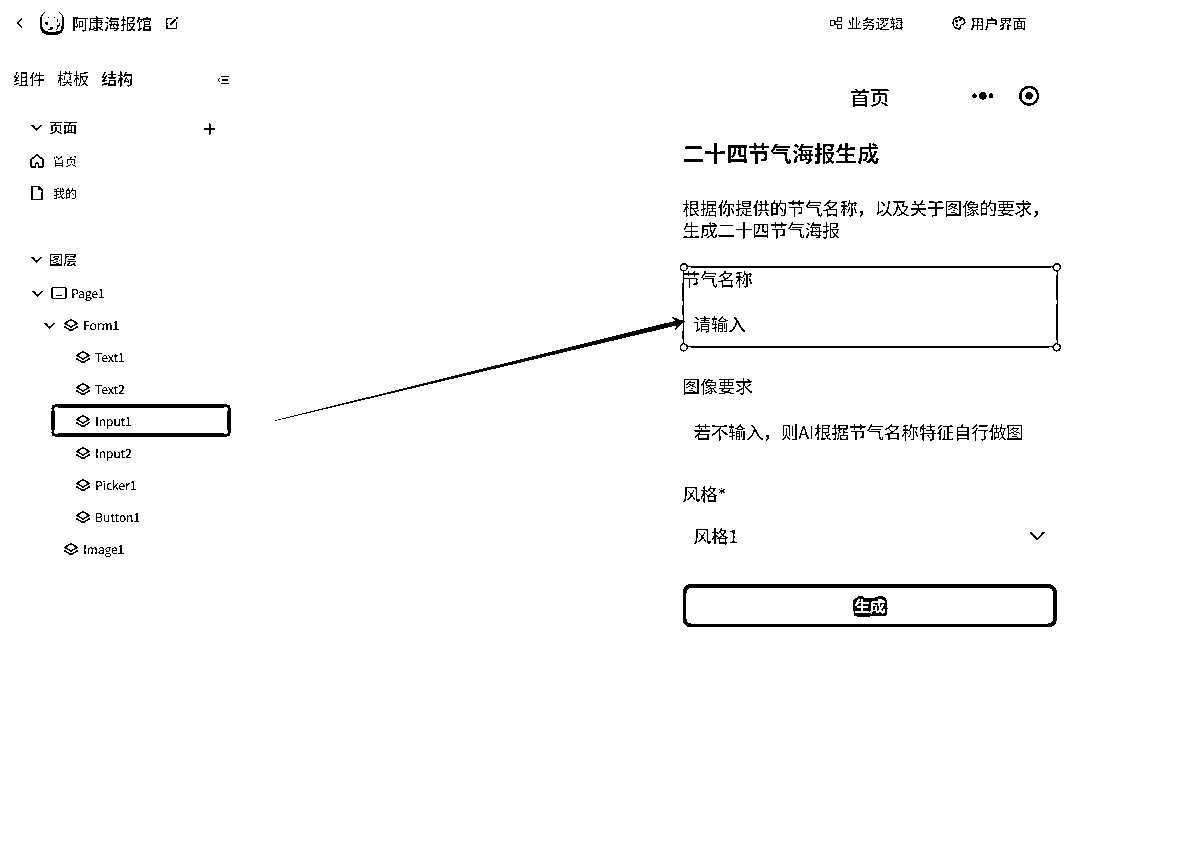 阿康海报馆
业务逻辑
用户界面
组件 模板 结构
页面
首页
我的
图层
Page1
Form1
Text1
Text2
Input1
Input2
Picker1
Button1
Image1
首页
二十四节气海报生成
根据你提供的节气名称，以及关于图像的要求，
生成二十四节气海报
节气名称
请输入
图像要求
若不输入，则AI根据节气名称特征自行做图
风格*
风格1
生成